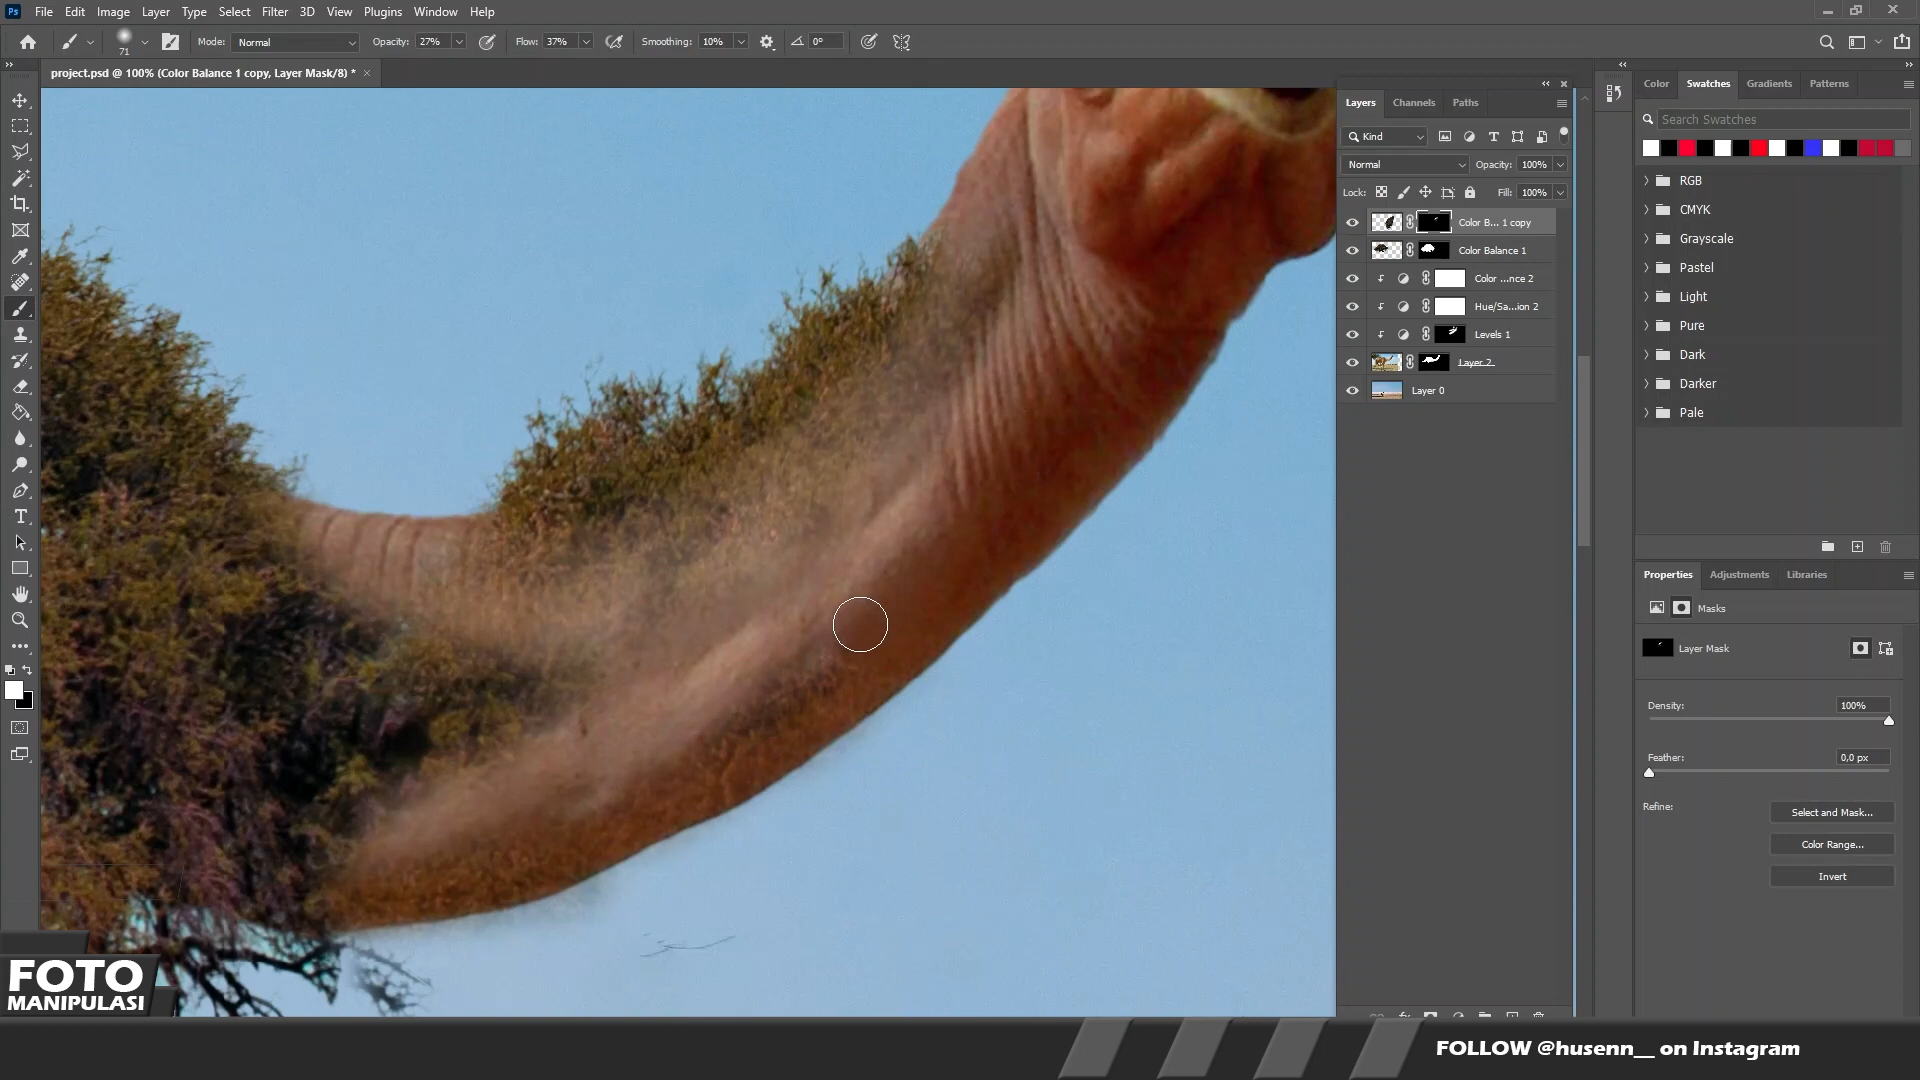 Ps File Edit Image Layer Type Select Filter 3D View Plugins Window Help
71 Mode: Normal Opacity: 27% Flow: 37% Smoothing: 10% 0°
project.psd @ 100% (Color Balance 1 copy, Layer Mask/8) *
Layers Channels Paths
Kind
Normal Opacity: 100%
Lock: Fill: 100%
Color B... 1 copy
Color Balance 1
Color ...nce 2
Hue/Sa...ion 2
Levels 1
Layer 2
Layer 0
Color Swatches Gradients Patterns
Search Swatches
RGB
CMYK
Grayscale
Pastel
Light
Pure
Dark
Darker
Pale
Properties Adjustments Libraries
Masks
Layer Mask
Density: 100%
Feather: 0,0 px
Refine: Select and Mask...
Color Range...
Invert
FOTO
MANIPULASI
FOLLOW @husenn__ on Instagram